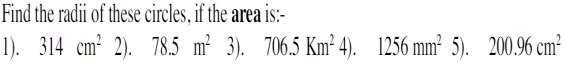 Find the radii of these circles, if the area is:-
1). 314 cm² 2). 78.5 m² 3). 706.5 Km² 4). 1256 mm² 5). 200.96 cm²